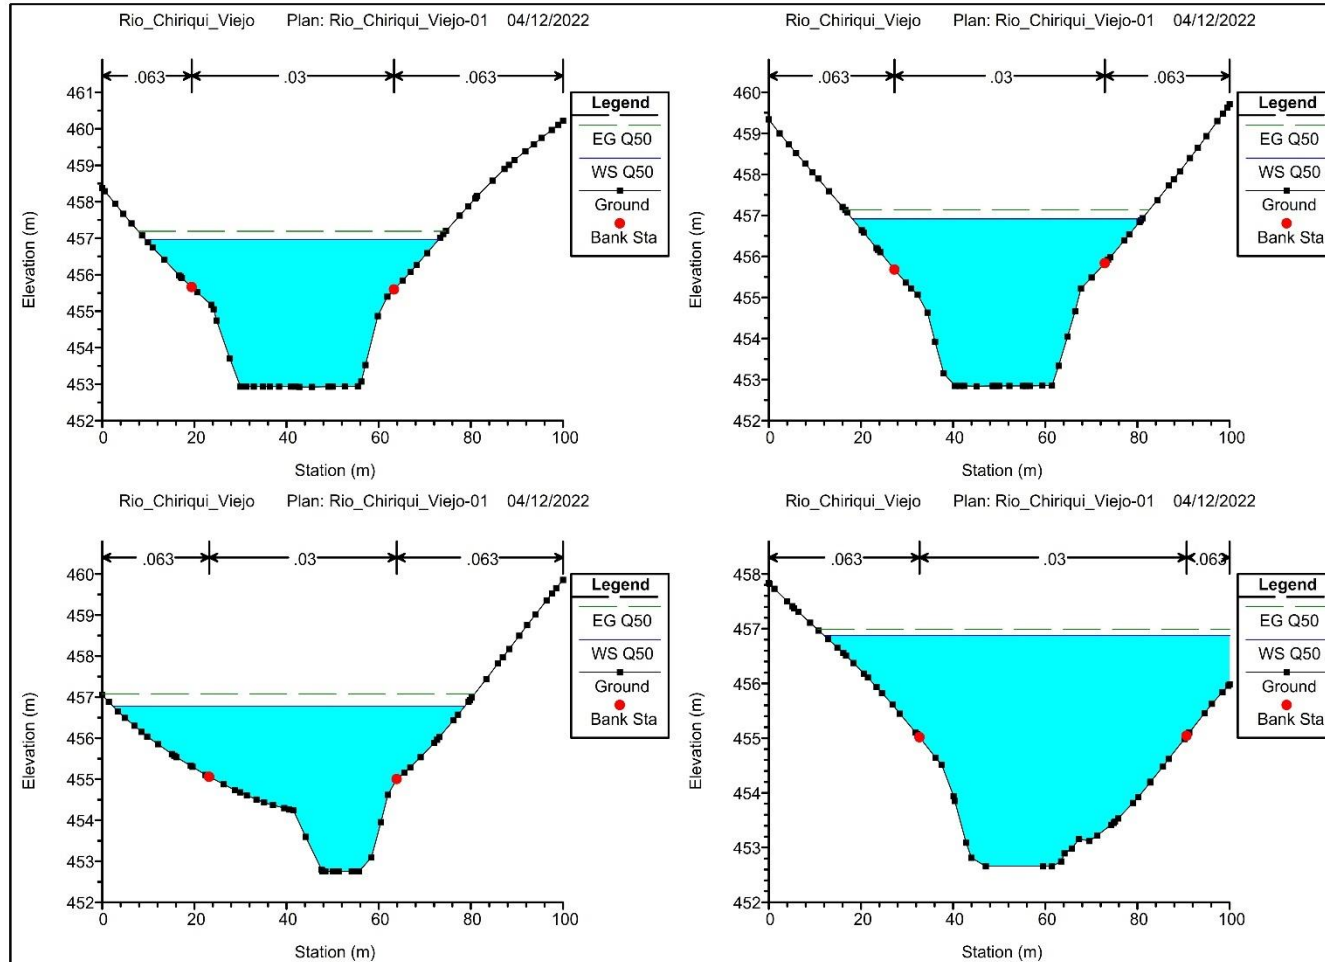 Rio_Chiriqui_Viejo Plan: Rio_Chiriqui_Viejo-01 04/12/2022
.063 .03 .063
461
460
459
458
457
456
455
454
453
452
Elevation (m)
0 20 40 60 80 100
Station (m)
Legend
EG Q50
WS Q50
Ground
Bank Sta
Rio_Chiriqui_Viejo Plan: Rio_Chiriqui_Viejo-01 04/12/2022
.063 .03 .063
460
459
458
457
456
455
454
453
452
Elevation (m)
0 20 40 60 80 100
Station (m)
Legend
EG Q50
WS Q50
Ground
Bank Sta
Rio_Chiriqui_Viejo Plan: Rio_Chiriqui_Viejo-01 04/12/2022
.063 .03 .063
460
459
458
457
456
455
454
453
452
Elevation (m)
0 20 40 60 80 100
Station (m)
Legend
EG Q50
WS Q50
Ground
Bank Sta
Rio_Chiriqui_Viejo Plan: Rio_Chiriqui_Viejo-01 04/12/2022
.063 .03 .063
458
457
456
455
454
453
452
Elevation (m)
0 20 40 60 80 100
Station (m)
Legend
EG Q50
WS Q50
Ground
Bank Sta